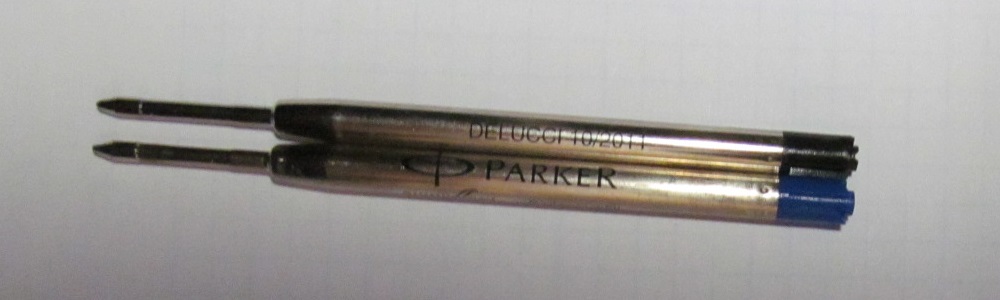 DELUCCI 10/2011
PARKER